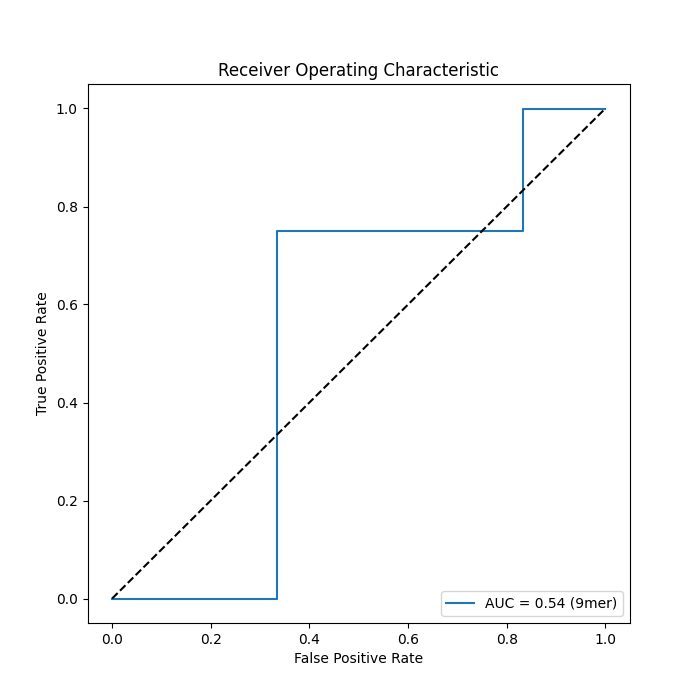 Receiver Operating Characteristic
True Positive Rate
1.0
0.8
0.6
0.4
0.2
0.0
AUC = 0.54 (9mer)
0.0 0.2 0.4 0.6 0.8 1.0
False Positive Rate